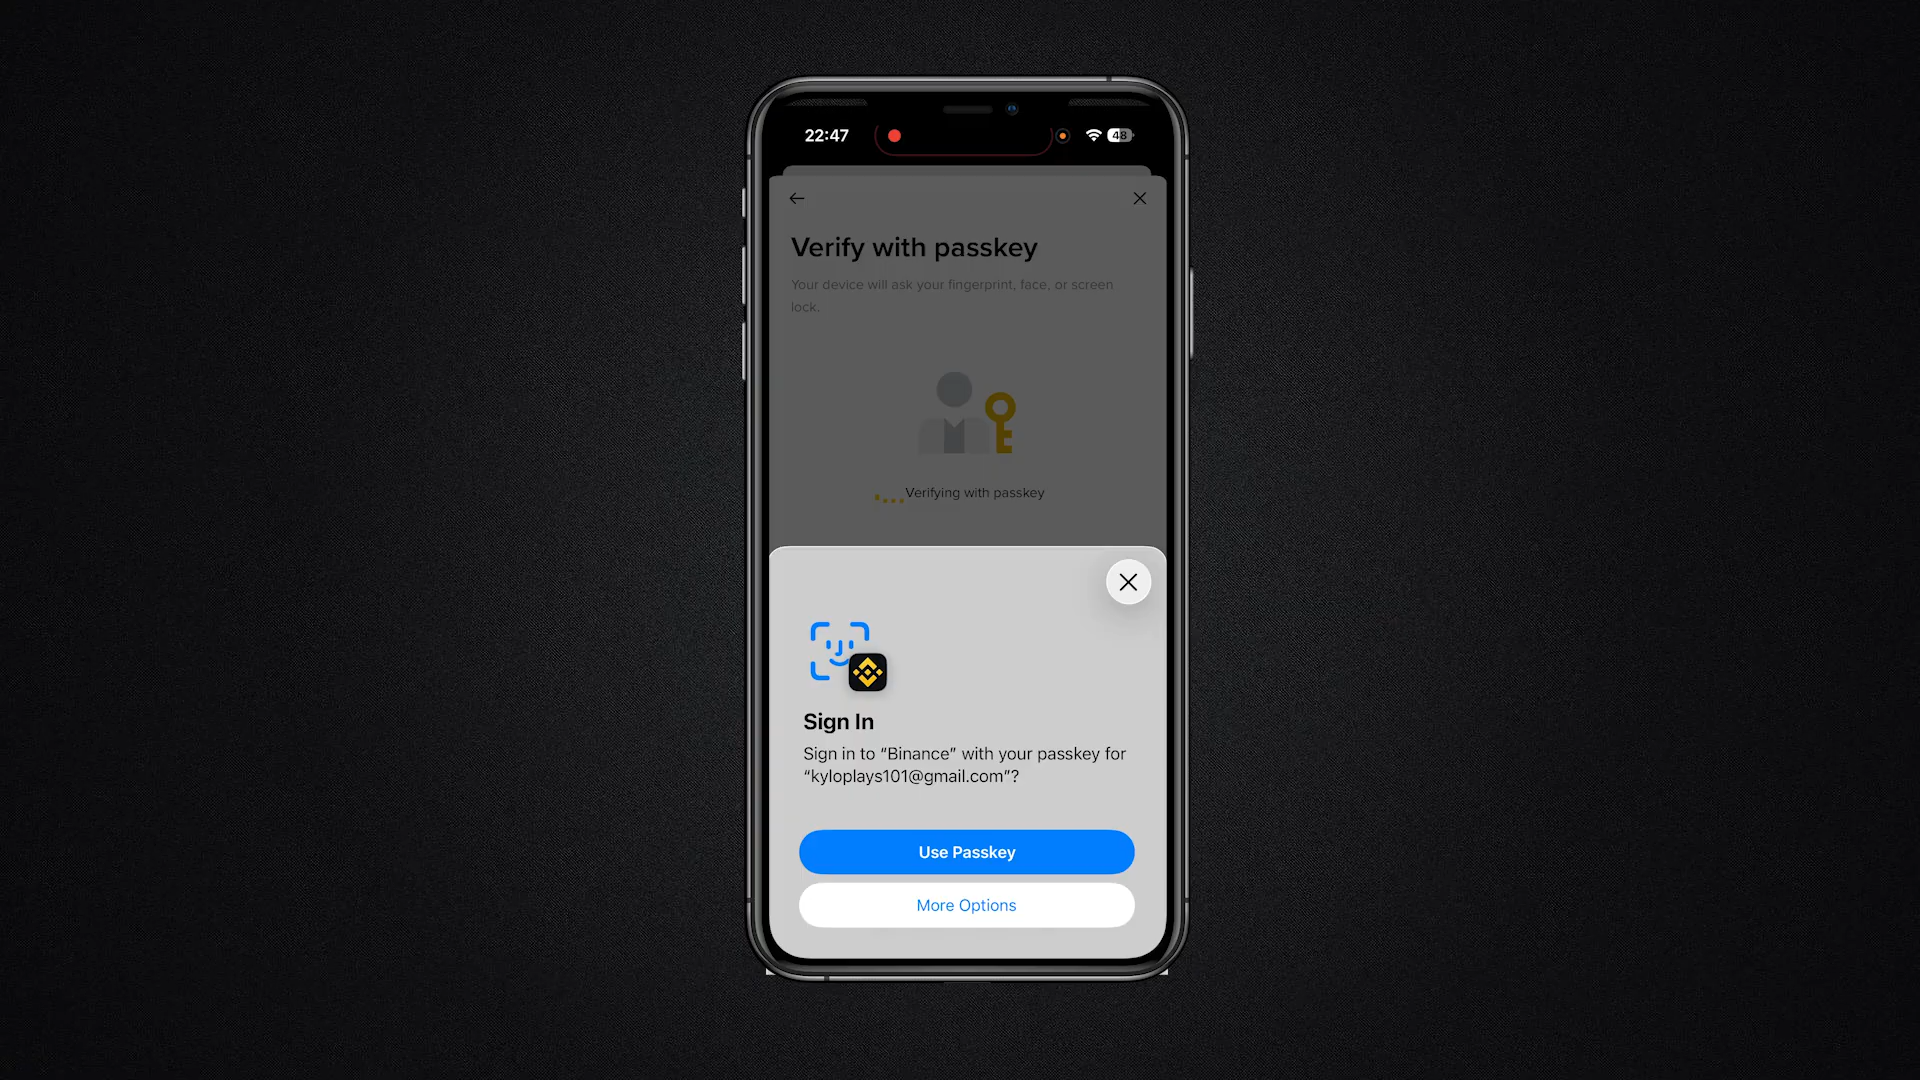 22:47
48
Verify with passkey
Your device will ask your fingerprint, face, or screen
lock.
Verifying with passkey
Sign In
Sign in to “Binance” with your passkey for
“kyloplays101@gmail.com”?
Use Passkey
More Options